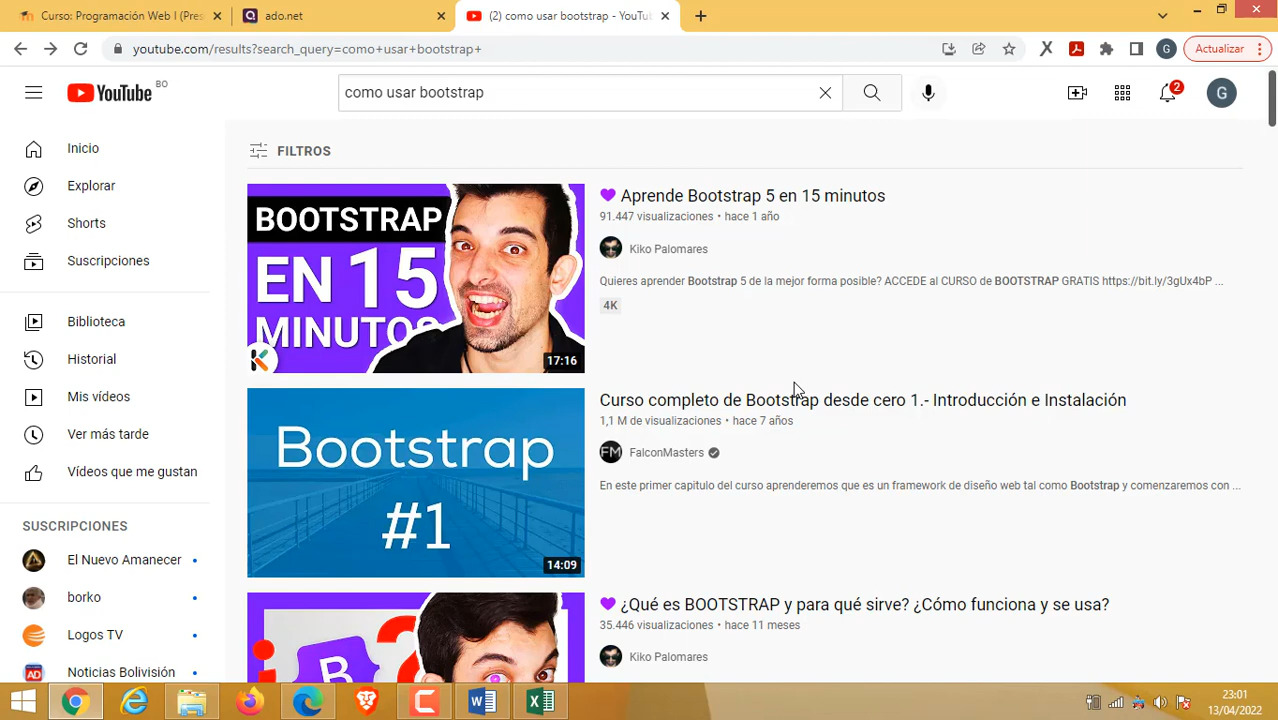 Curso: Programación Web I (Pres
ado.net
(2) como usar bootstrap - YouTu
youtube.com/results?search_query=como+usar+bootstrap+
G
Actualizar
YouTube
BO
como usar bootstrap
2
G
Inicio
Explorar
Shorts
Suscripciones
Biblioteca
Historial
Mis vídeos
Ver más tarde
Vídeos que me gustan
SUSCRIPCIONES
El Nuevo Amanecer
borko
Logos TV
Noticias Bolivisión
FILTROS
BOOTSTRAP
EN 15
MINUTOS
17:16
Aprende Bootstrap 5 en 15 minutos
91.447 visualizaciones • hace 1 año
Kiko Palomares
Quieres aprender Bootstrap 5 de la mejor forma posible? ACCEDE al CURSO de BOOTSTRAP GRATIS https://bit.ly/3gUx4bP ...
4K
Bootstrap
#1
14:09
Curso completo de Bootstrap desde cero 1.- Introducción e Instalación
1,1 M de visualizaciones • hace 7 años
FM
FalconMasters
En este primer capitulo del curso aprenderemos que es un framework de diseño web tal como Bootstrap y comenzaremos con ...
B
¿Qué es BOOTSTRAP y para qué sirve? ¿Cómo funciona y se usa?
35.446 visualizaciones • hace 11 meses
Kiko Palomares
AD
23:01
13/04/2022